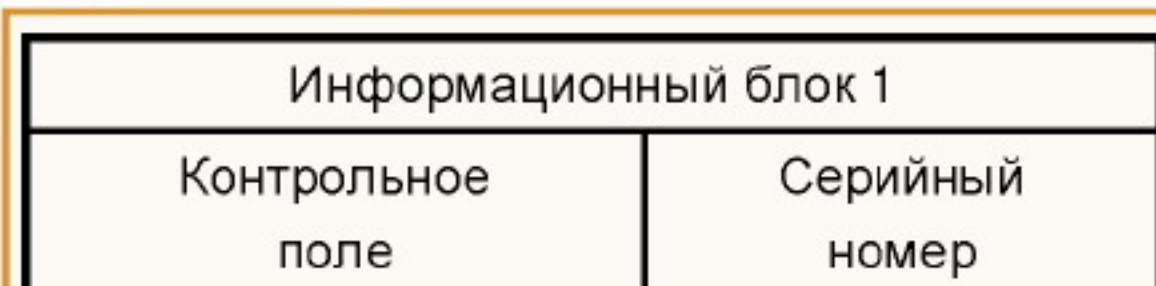 Информационный блок 1
Контрольное
поле
Серийный
номер